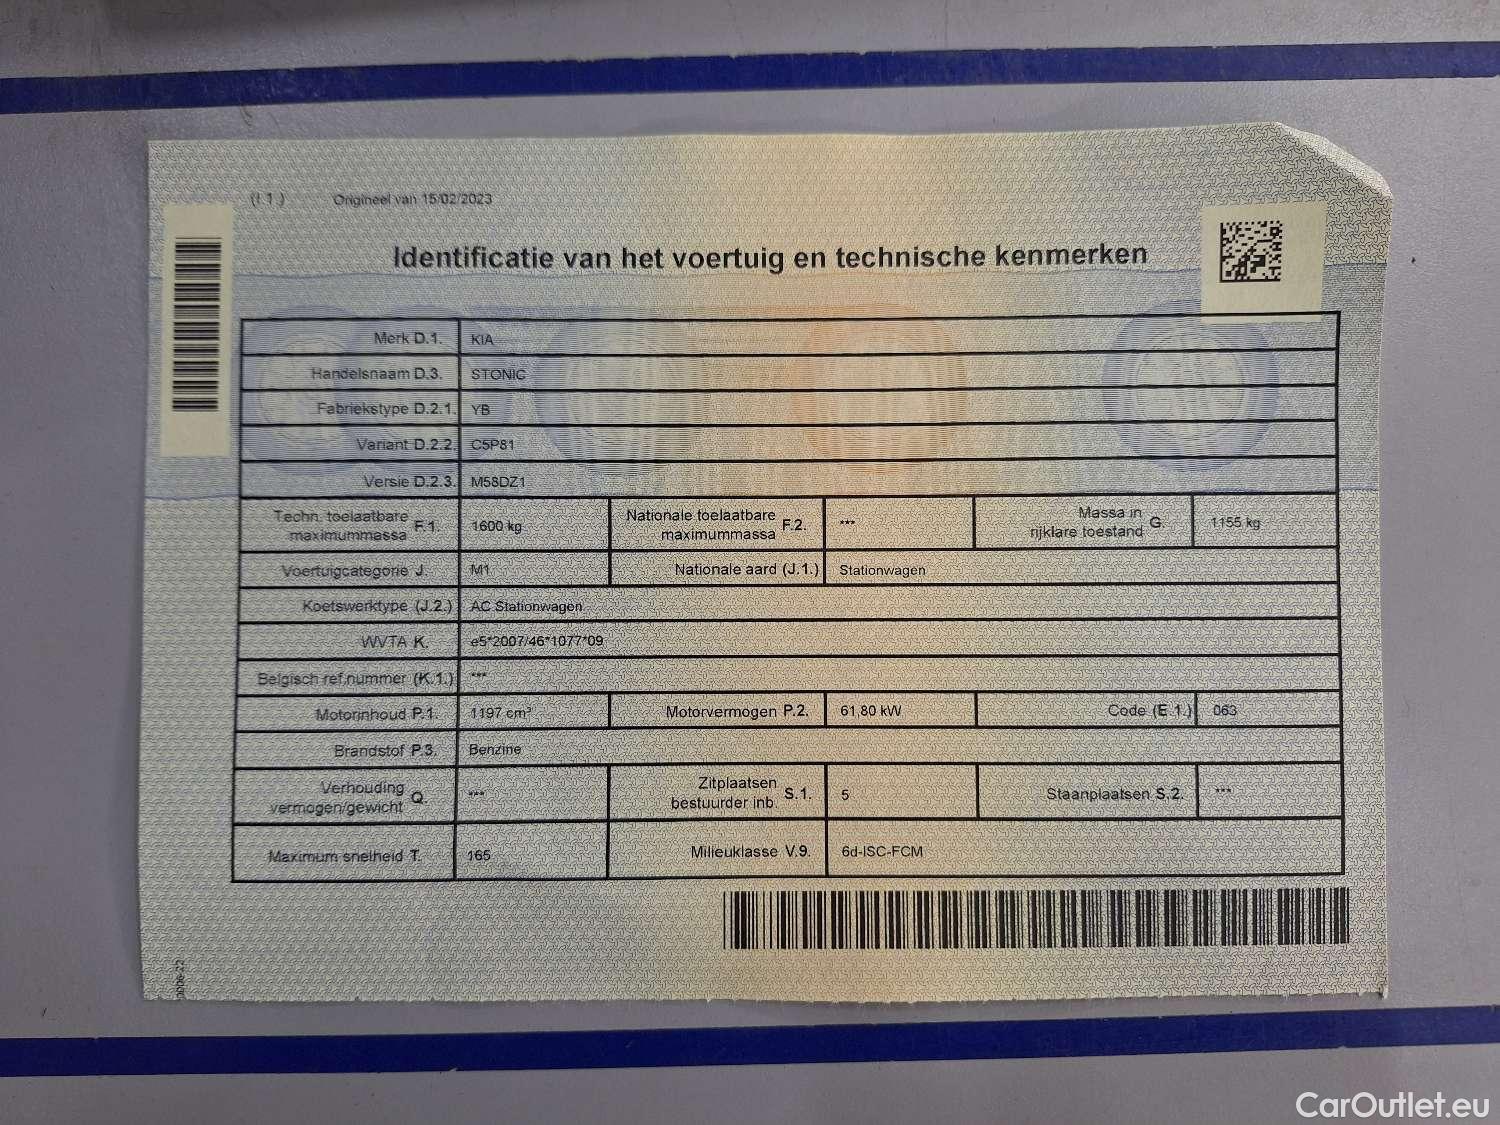 (I.1.) Origineel van 15/02/2023
Identificatie van het voertuig en technische kenmerken
Merk D.1. KIA
Handelsnaam D.3. STONIC
Fabriekstype D.2.1. YB
Variant D.2.2. C5P81
Versie D.2.3. M58DZ1
Techn. toelaatbare maximummassa F.1. 1600 kg Nationale toelaatbare maximummassa F.2. *** Massa in rijklare toestand G. 1155 kg
Voertuigcategorie J. M1 Nationale aard (J.1.) Stationwagen
Koetswerktype (J.2.) AC Stationwagen
WVTA K. e5*2007/46*1077*09
Belgisch ref.nummer (K.1.) ***
Motorinhoud P.1. 1197 cm³ Motorvermogen P.2. 61,80 kW Code (E.1.) 063
Brandstof P.3. Benzine
Verhouding vermogen/gewicht Q. *** Zitplaatsen bestuurder inb. S.1. 5 Staanplaatsen S.2. ***
Maximum snelheid T. 165 Milieuklasse V.9. 6d-ISC-FCM
CarOutlet.eu